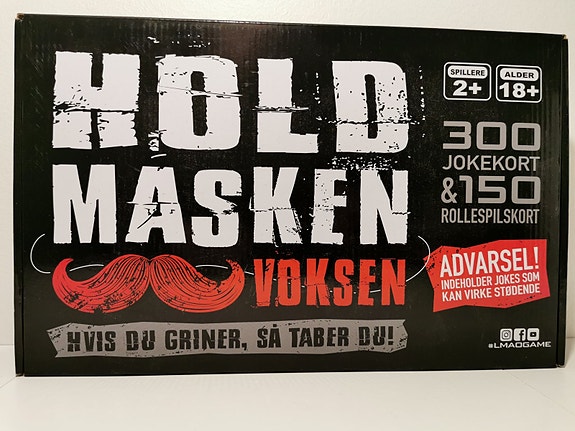 HOLD
MASKEN
VOKSEN
HVIS DU GRINER, SÅ TABER DU!
SPILLERE
2+
ALDER
18+
300
JOKEKORT
&150
ROLLESPILSKORT
ADVARSEL!
INDEHOLDER JOKES SOM
KAN VIRKE STØDENDE
@LMAOGAME